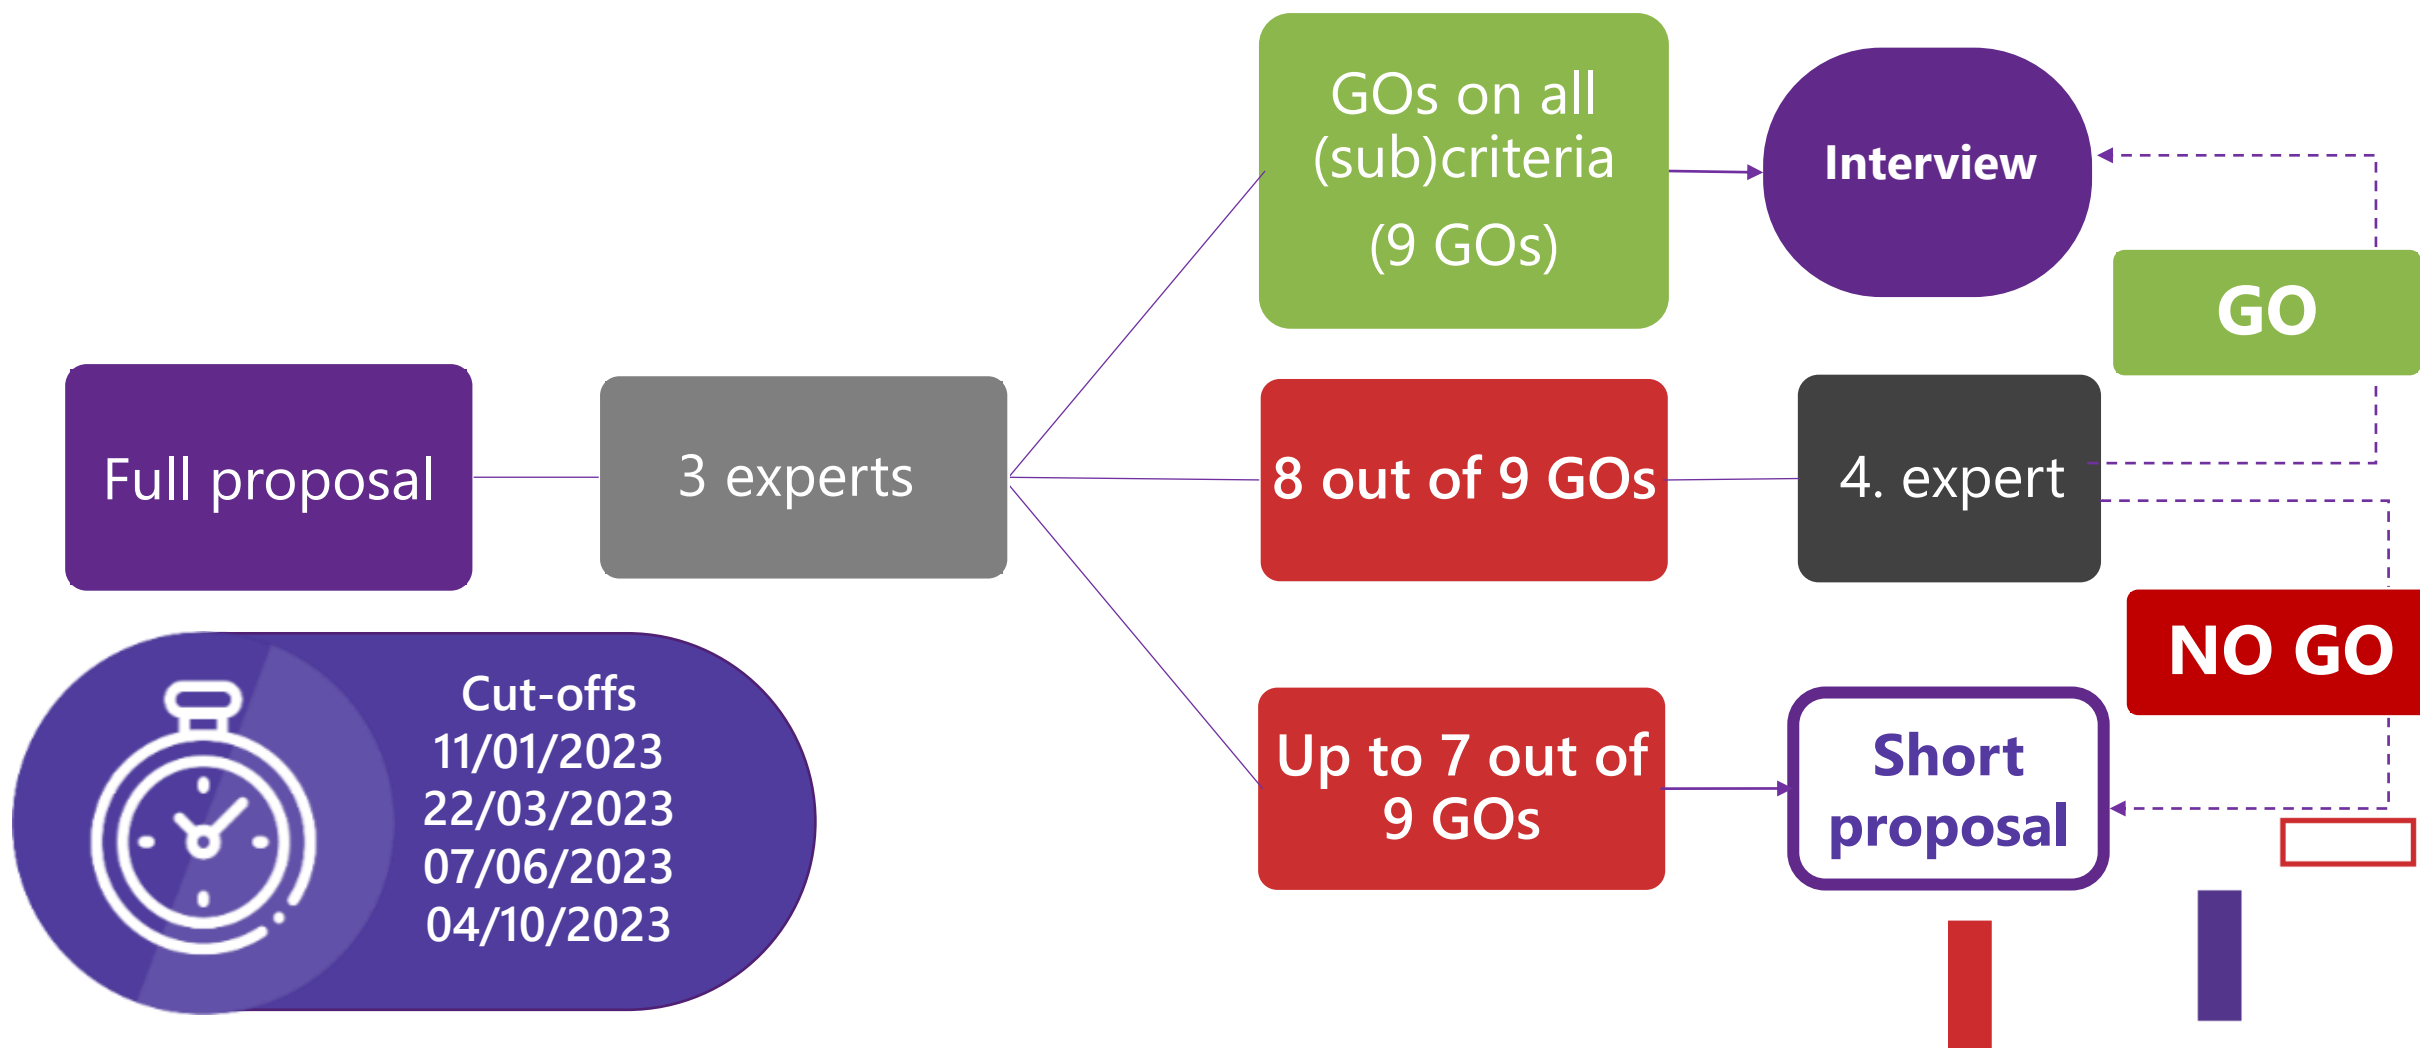 Full proposal
3 experts
GOs on all
(sub)criteria
(9 GOs)
Interview
GO
8 out of 9 GOs
4. expert
NO GO
Up to 7 out of
9 GOs
Short
proposal
Cut-offs
11/01/2023
22/03/2023
07/06/2023
04/10/2023